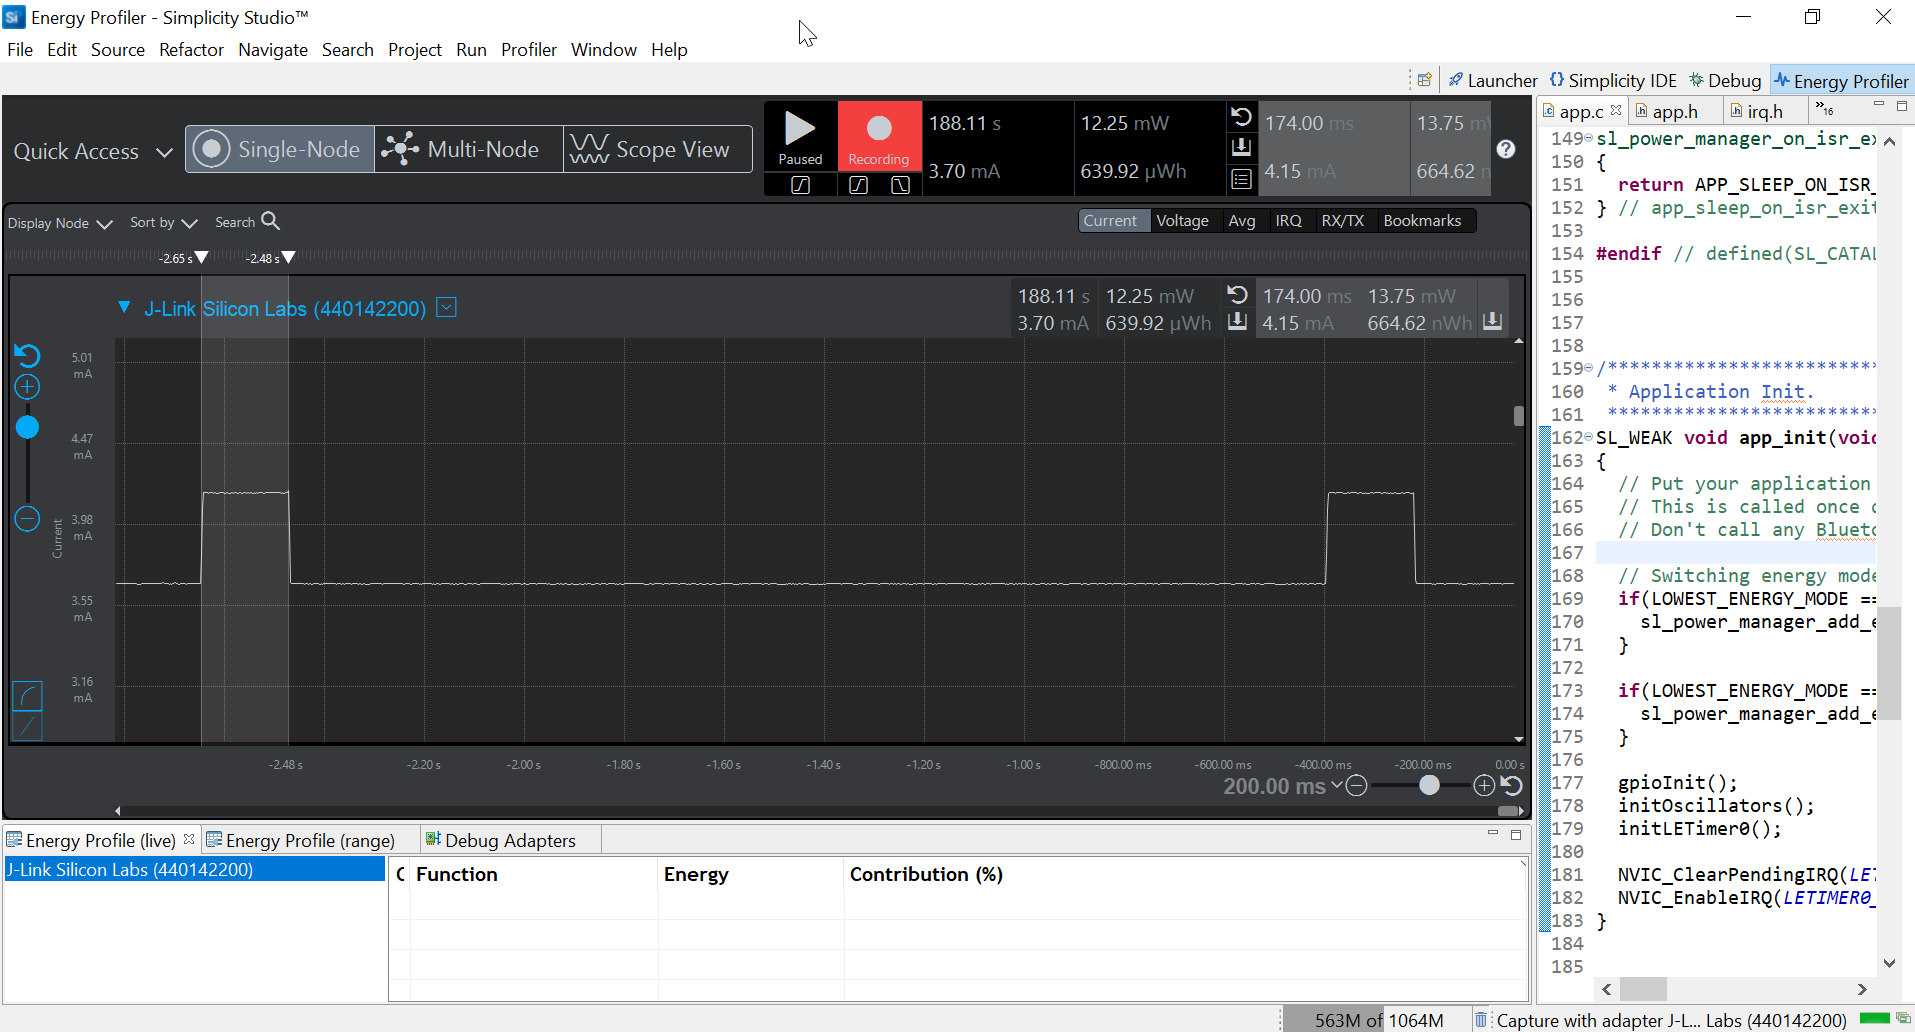 Energy Profiler - Simplicity Studio™
File Edit Source Refactor Navigate Search Project Run Profiler Window Help
Launcher Simplicity IDE Debug Energy Profiler
Quick Access
Single-Node Multi-Node Scope View
Paused Recording
188.11 s 12.25 mW
3.70 mA 639.92 µWh
174.00 ms 13.75 mW
4.15 mA 664.62 n
Display Node Sort by Search
Current Voltage Avg IRQ RX/TX Bookmarks
-2.65 s -2.48 s
J-Link Silicon Labs (440142200)
188.11 s 12.25 mW 174.00 ms 13.75 mW
3.70 mA 639.92 µWh 4.15 mA 664.62 nWh
5.01
mA
4.47
mA
3.98
mA
3.55
mA
3.16
mA
Current
-2.48 s -2.20 s -2.00 s -1.80 s -1.60 s -1.40 s -1.20 s -1.00 s -800.00 ms -600.00 ms -400.00 ms -200.00 ms 0.00 s
200.00 ms
Energy Profile (live) Energy Profile (range) Debug Adapters
J-Link Silicon Labs (440142200)
C Function Energy Contribution (%)
app.c app.h irq.h »16
149 sl_power_manager_on_isr_ex
150 {
151 return APP_SLEEP_ON_ISR_
152 } // app_sleep_on_isr_exit
153
154 #endif // defined(SL_CATAL
155
156
157
158
159 /*************************
160 * Application Init.
161 *************************
162 SL_WEAK void app_init(void
163 {
164 // Put your application
165 // This is called once
166 // Don't call any Blueto
167
168 // Switching energy mode
169 if(LOWEST_ENERGY_MODE ==
170 sl_power_manager_add_e
171 }
172
173 if(LOWEST_ENERGY_MODE ==
174 sl_power_manager_add_e
175 }
176
177 gpioInit();
178 initOscillators();
179 initLETimer0();
180
181 NVIC_ClearPendingIRQ(LET
182 NVIC_EnableIRQ(LETIMER0_
183 }
184
185
563M of 1064M Capture with adapter J-L... Labs (440142200)